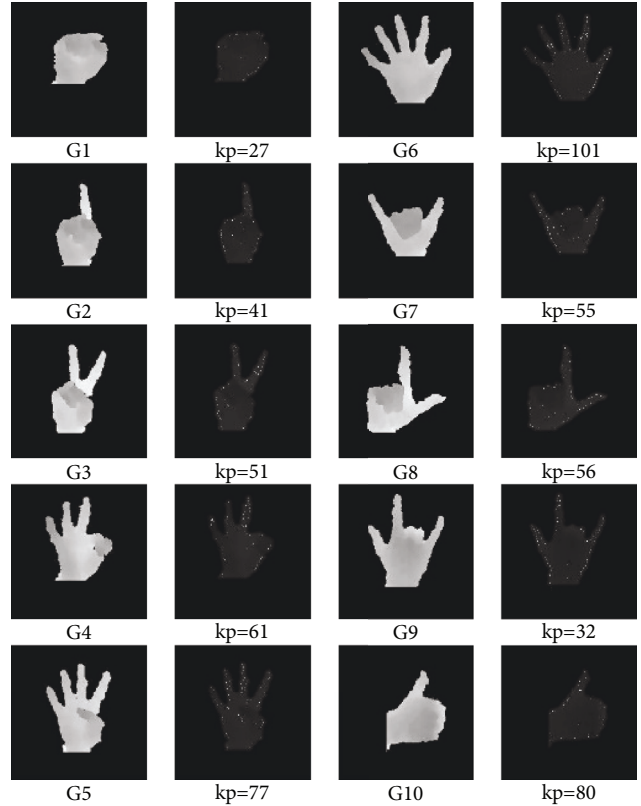 G1 kp=27 G6 kp=101
G2 kp=41 G7 kp=55
G3 kp=51 G8 kp=56
G4 kp=61 G9 kp=32
G5 kp=77 G10 kp=80